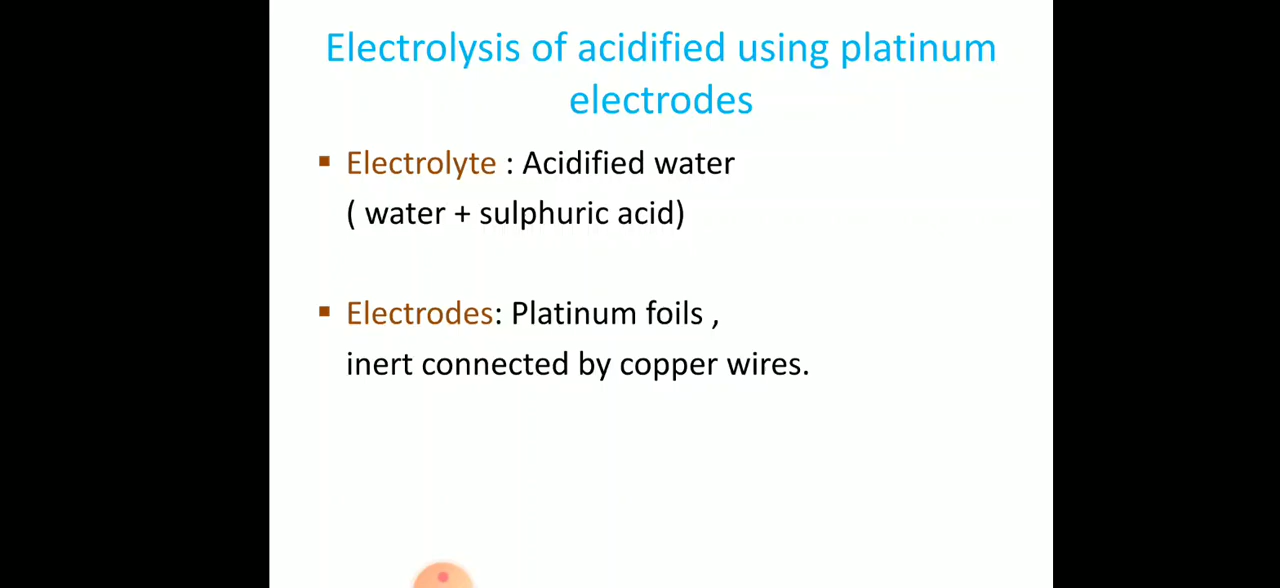 Electrolysis of acidified using platinum
electrodes
▪ Electrolyte : Acidified water
( water + sulphuric acid)
▪ Electrodes: Platinum foils ,
inert connected by copper wires.